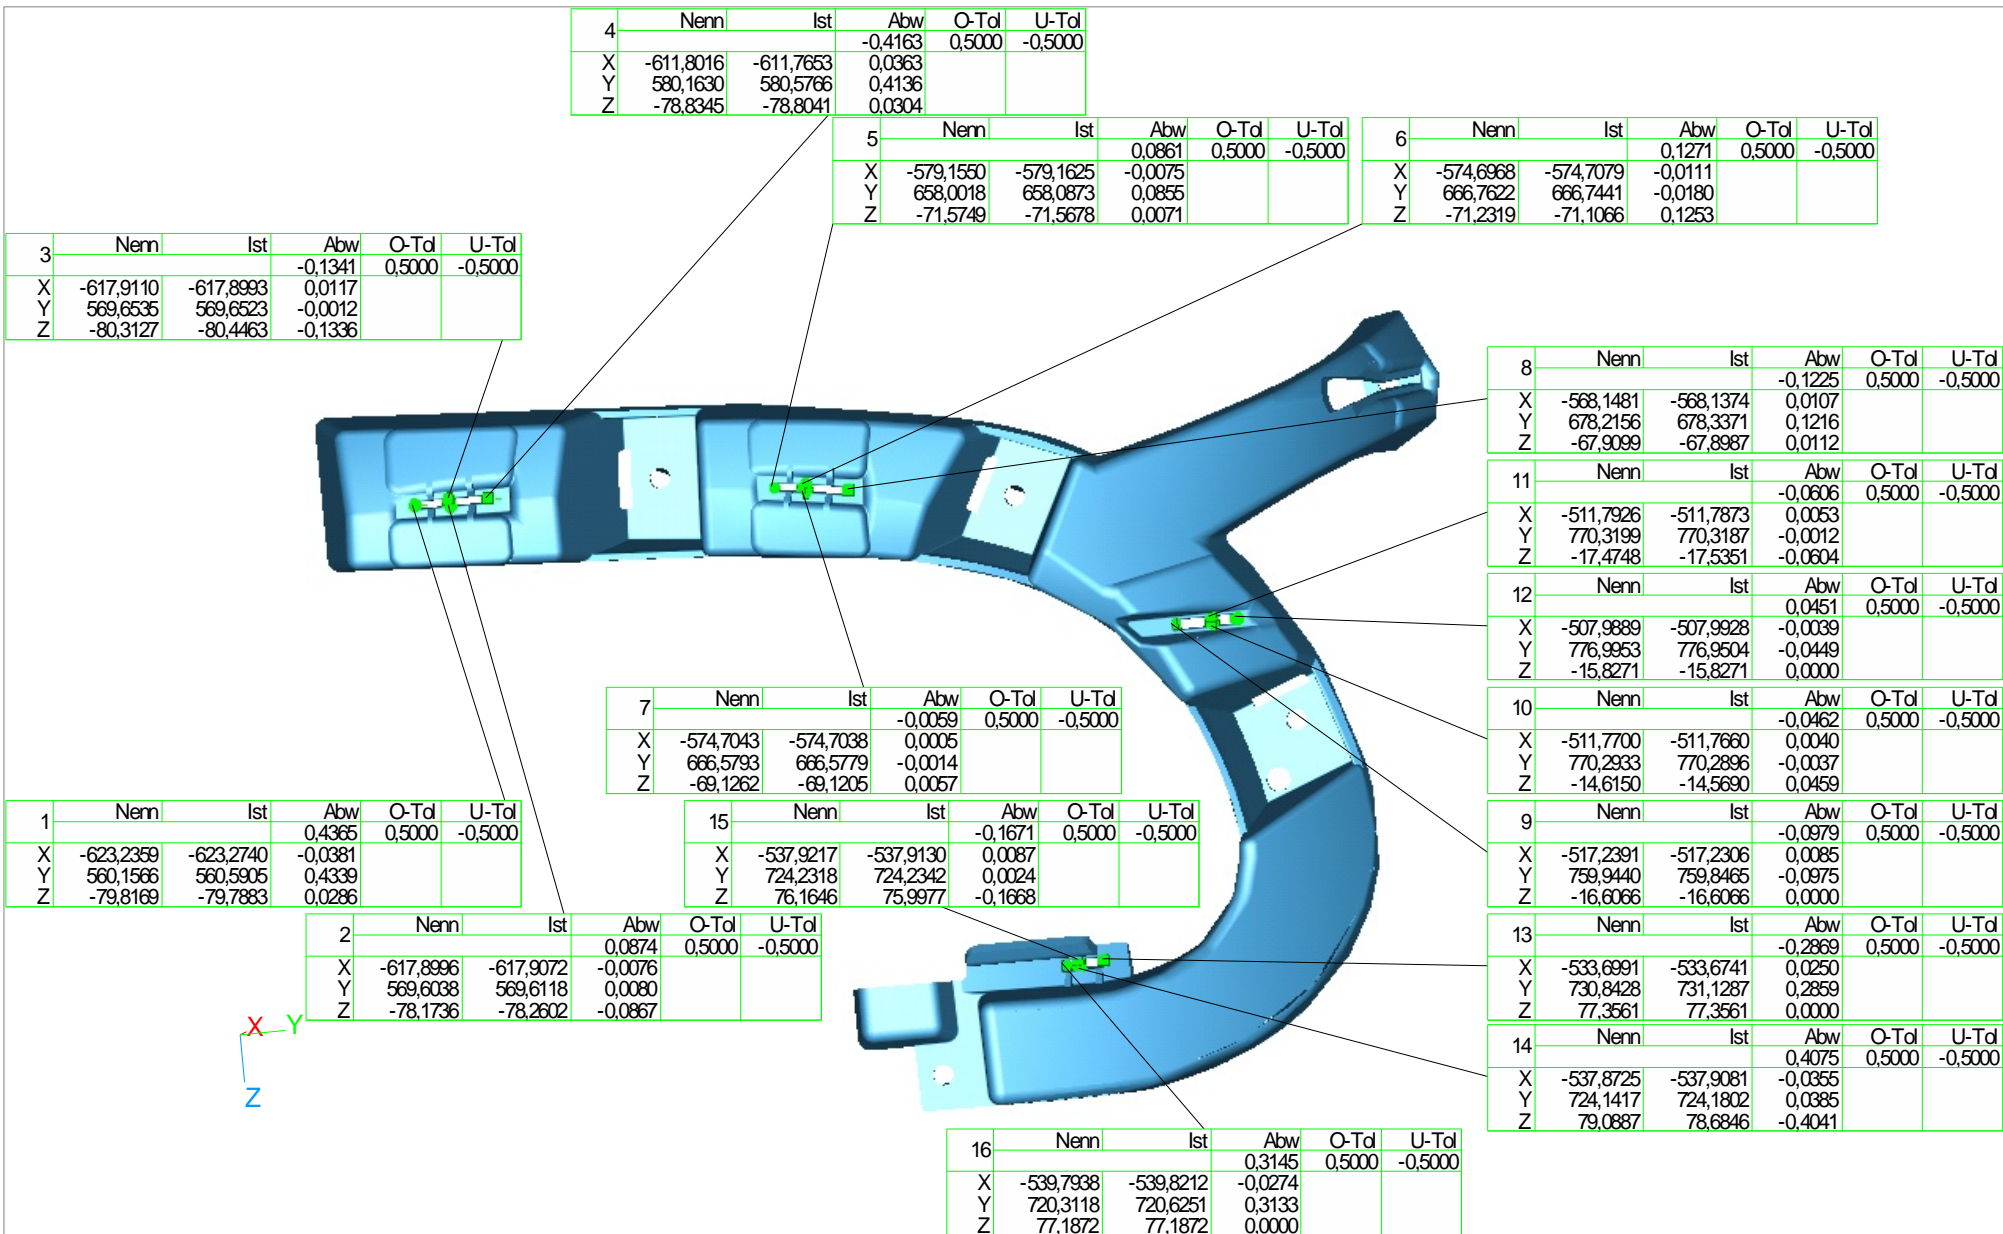 4 Nenn Ist Abw O-Tol U-Tol
-0,4163 0,5000 -0,5000
X -611,8016 -611,7653 0,0363
Y 580,1630 580,5766 0,4136
Z -78,8345 -78,8041 0,0304
5 Nenn Ist Abw O-Tol U-Tol
0,0861 0,5000 -0,5000
X -579,1550 -579,1625 -0,0075
Y 658,0018 658,0873 0,0855
Z -71,5749 -71,5678 0,0071
6 Nenn Ist Abw O-Tol U-Tol
0,1271 0,5000 -0,5000
X -574,6968 -574,7079 -0,0111
Y 666,7622 666,7441 -0,0180
Z -71,2319 -71,1066 0,1253
3 Nenn Ist Abw O-Tol U-Tol
-0,1341 0,5000 -0,5000
X -617,9110 -617,8993 0,0117
Y 569,6535 569,6523 -0,0012
Z -80,3127 -80,4463 -0,1336
8 Nenn Ist Abw O-Tol U-Tol
-0,1225 0,5000 -0,5000
X -568,1481 -568,1374 0,0107
Y 678,2156 678,3371 0,1216
Z -67,9099 -67,8987 0,0112
11 Nenn Ist Abw O-Tol U-Tol
-0,0606 0,5000 -0,5000
X -511,7926 -511,7873 0,0053
Y 770,3199 770,3187 -0,0012
Z -17,4748 -17,5351 -0,0604
12 Nenn Ist Abw O-Tol U-Tol
0,0451 0,5000 -0,5000
X -507,9889 -507,9928 -0,0039
Y 776,9953 776,9504 -0,0449
Z -15,8271 -15,8271 0,0000
7 Nenn Ist Abw O-Tol U-Tol
-0,0059 0,5000 -0,5000
X -574,7043 -574,7038 0,0005
Y 666,5793 666,5779 -0,0014
Z -69,1262 -69,1205 0,0057
10 Nenn Ist Abw O-Tol U-Tol
-0,0462 0,5000 -0,5000
X -511,7700 -511,7660 0,0040
Y 770,2933 770,2896 -0,0037
Z -14,6150 -14,5690 0,0459
1 Nenn Ist Abw O-Tol U-Tol
0,4365 0,5000 -0,5000
X -623,2359 -623,2740 -0,0381
Y 560,1566 560,5905 0,4339
Z -79,8169 -79,7883 0,0286
15 Nenn Ist Abw O-Tol U-Tol
-0,1671 0,5000 -0,5000
X -537,9217 -537,9130 0,0087
Y 724,2318 724,2342 0,0024
Z 76,1646 75,9977 -0,1668
9 Nenn Ist Abw O-Tol U-Tol
-0,0979 0,5000 -0,5000
X -517,2391 -517,2306 0,0085
Y 759,9440 759,8465 -0,0975
Z -16,6066 -16,6066 0,0000
2 Nenn Ist Abw O-Tol U-Tol
0,0874 0,5000 -0,5000
X -617,8996 -617,9072 -0,0076
Y 569,6038 569,6118 0,0080
Z -78,1736 -78,2602 -0,0867
13 Nenn Ist Abw O-Tol U-Tol
-0,2869 0,5000 -0,5000
X -533,6991 -533,6741 0,0250
Y 730,8428 731,1287 0,2859
Z 77,3561 77,3561 0,0000
X Y
Z
14 Nenn Ist Abw O-Tol U-Tol
0,4075 0,5000 -0,5000
X -537,8725 -537,9081 -0,0355
Y 724,1417 724,1802 0,0385
Z 79,0887 78,6846 -0,4041
16 Nenn Ist Abw O-Tol U-Tol
0,3145 0,5000 -0,5000
X -539,7938 -539,8212 -0,0274
Y 720,3118 720,6251 0,3133
Z 77,1872 77,1872 0,0000